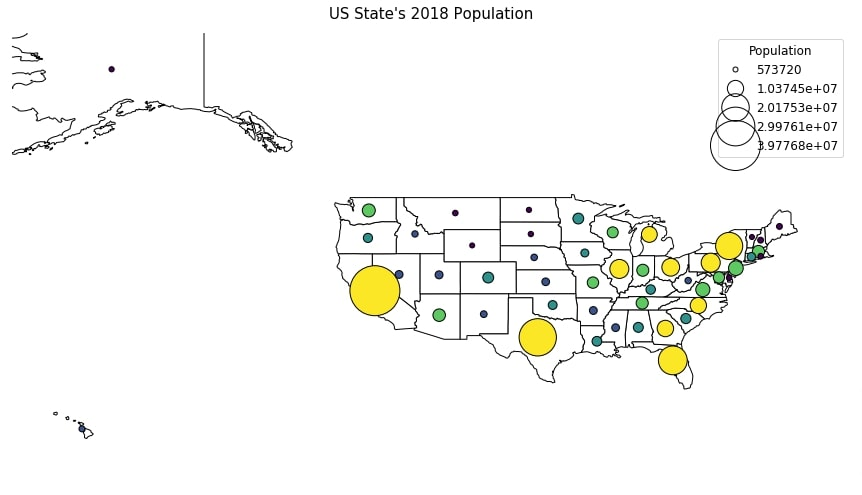 US State's 2018 Population
Population
573720
1.03745e+07
2.01753e+07
2.99761e+07
3.97768e+07